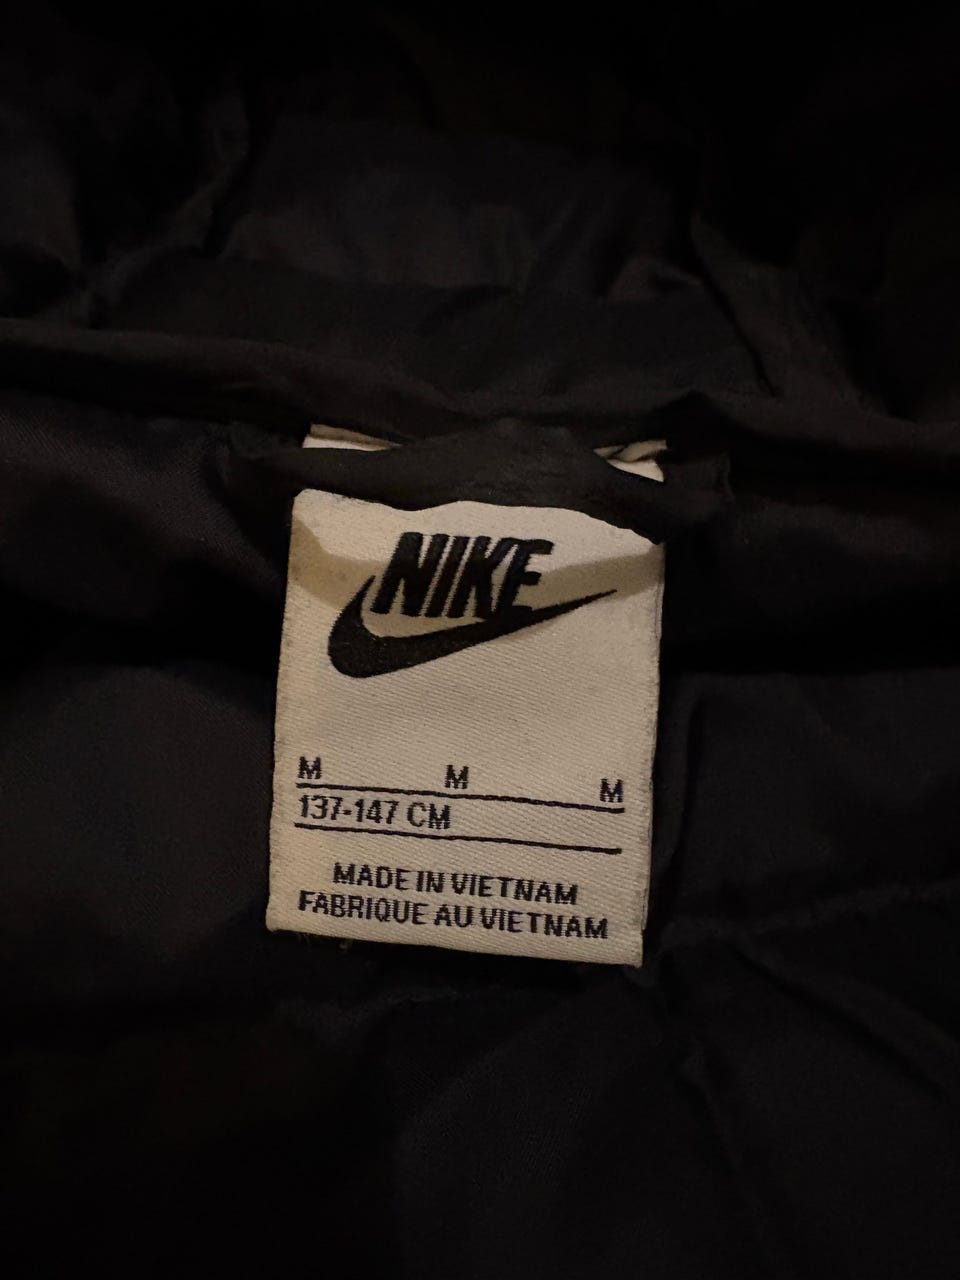 NIKE
M M M
137-147 CM
MADE IN VIETNAM
FABRIQUE AU VIETNAM